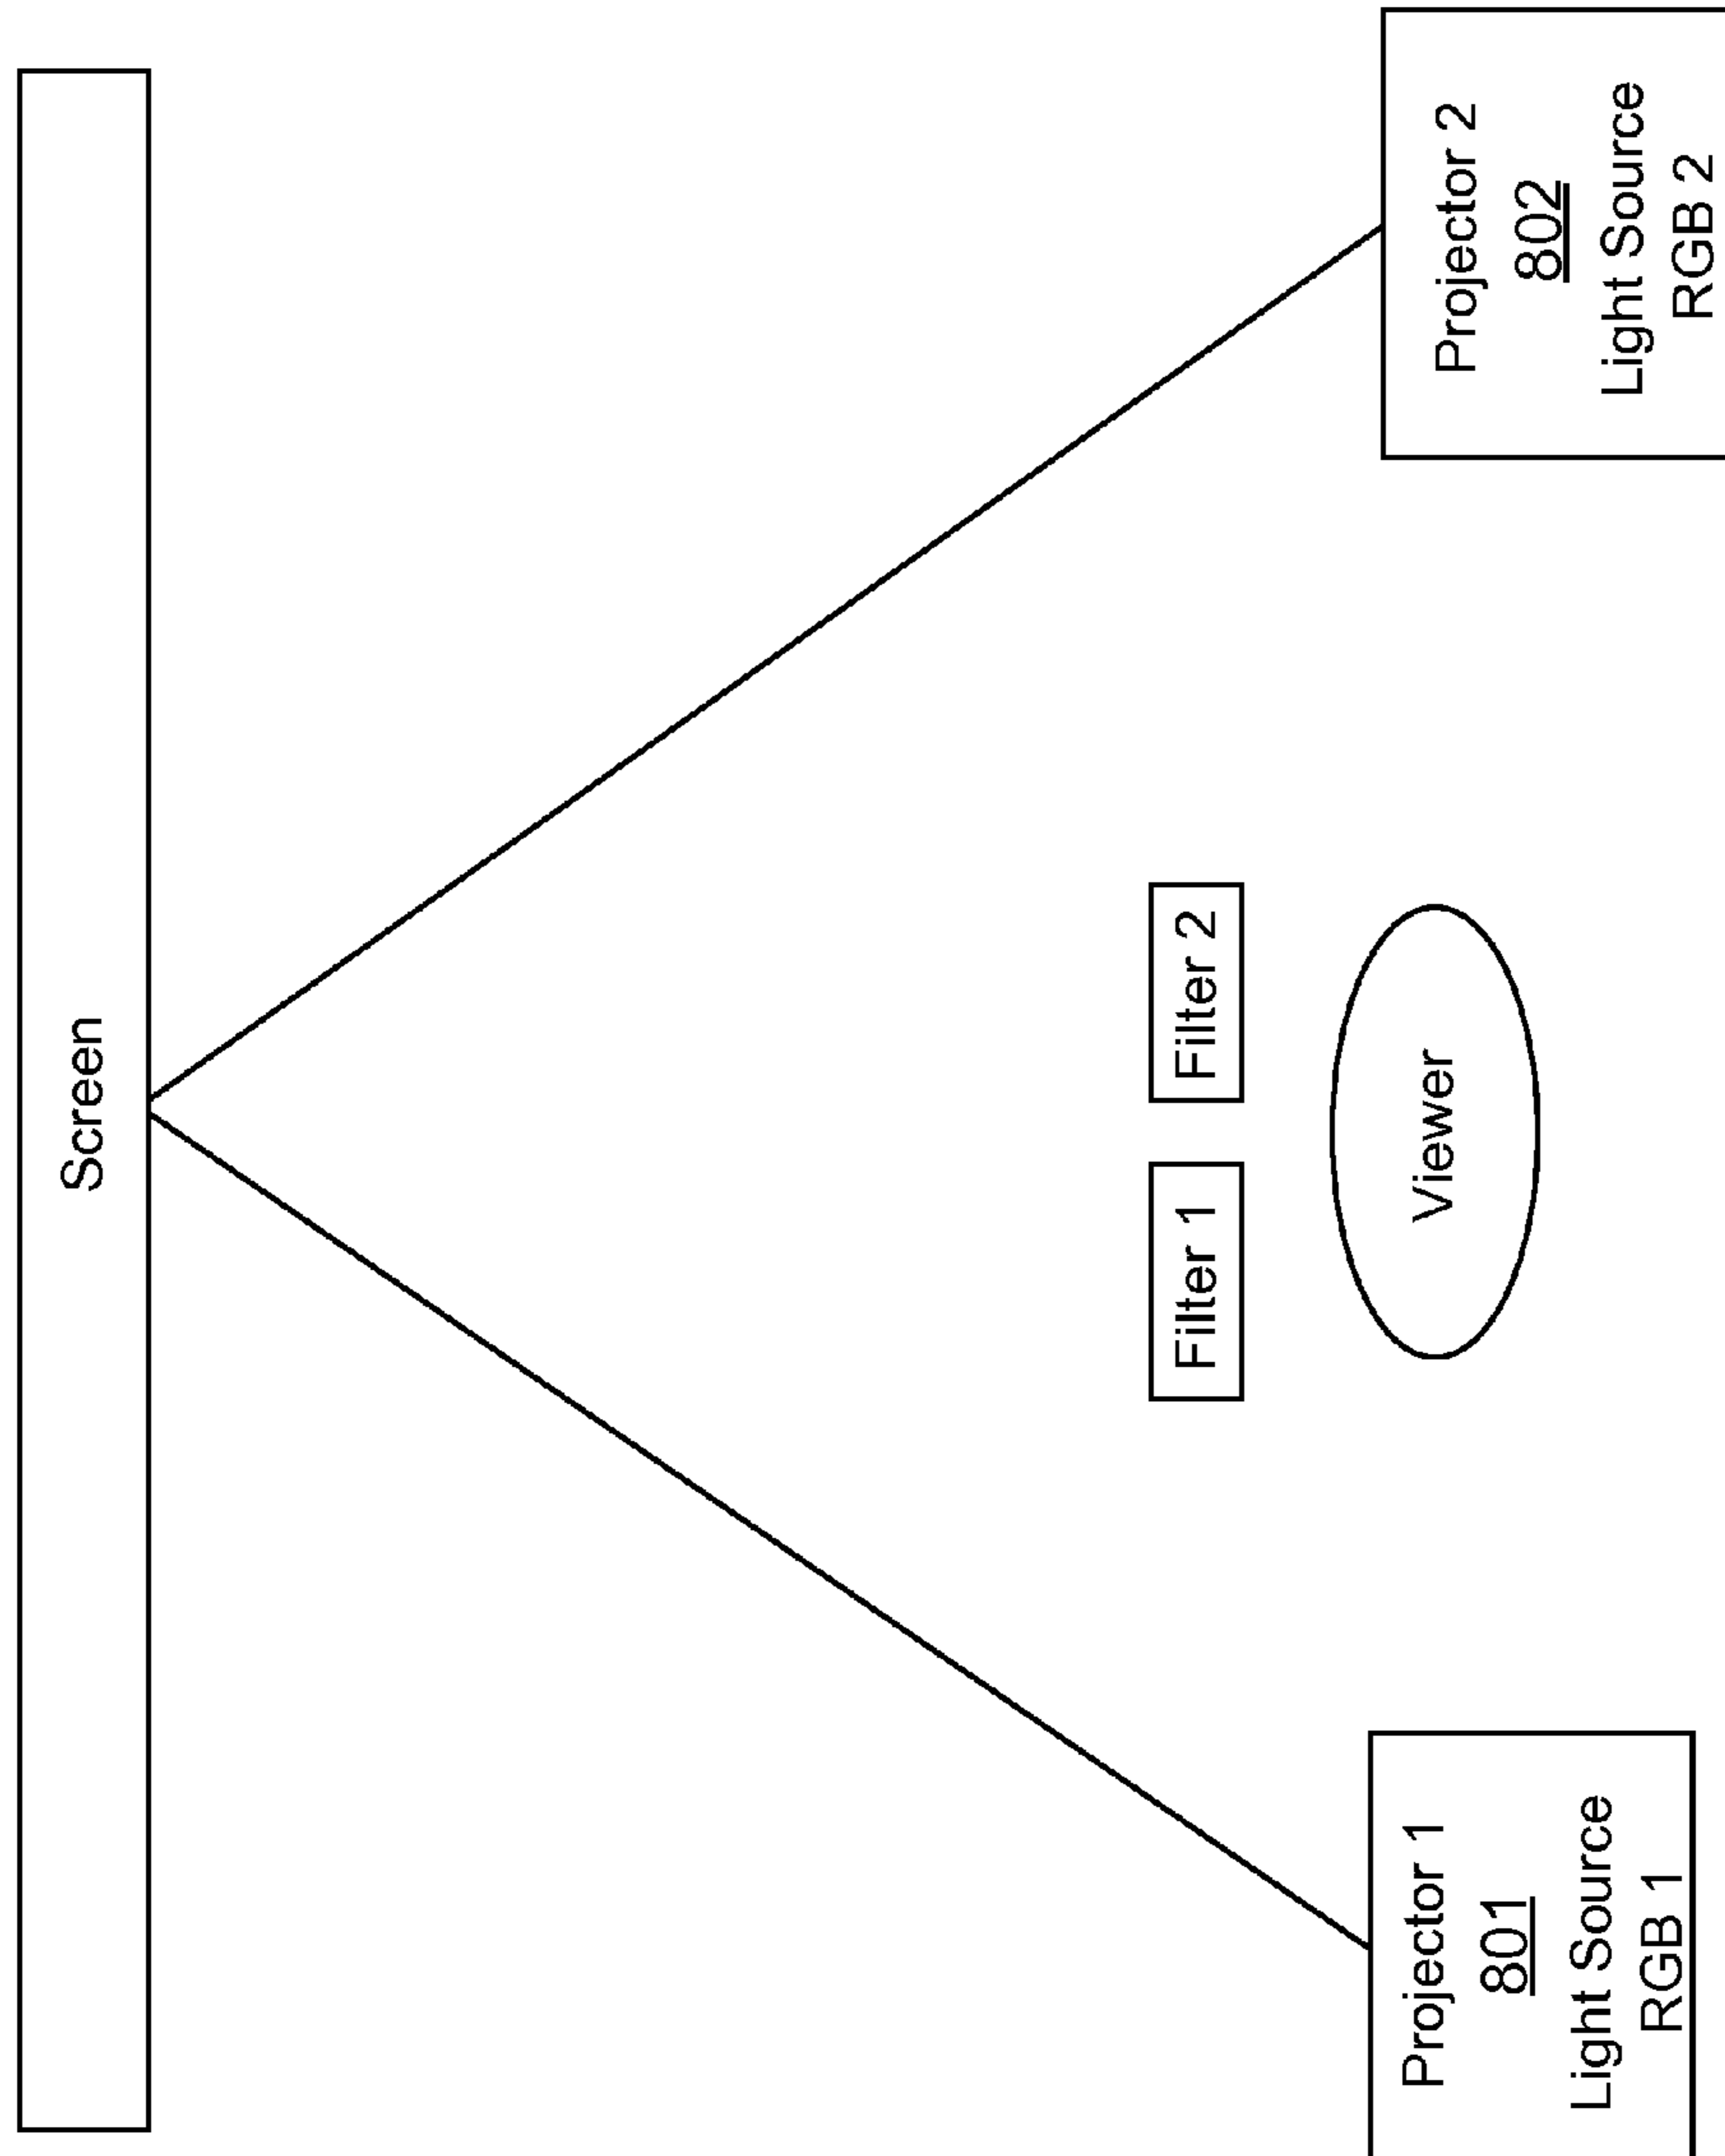 Screen
Filter 1
Filter 2
Viewer
Projector 1
801
Light Source
RGB 1
Projector 2
802
Light Source
RGB 2